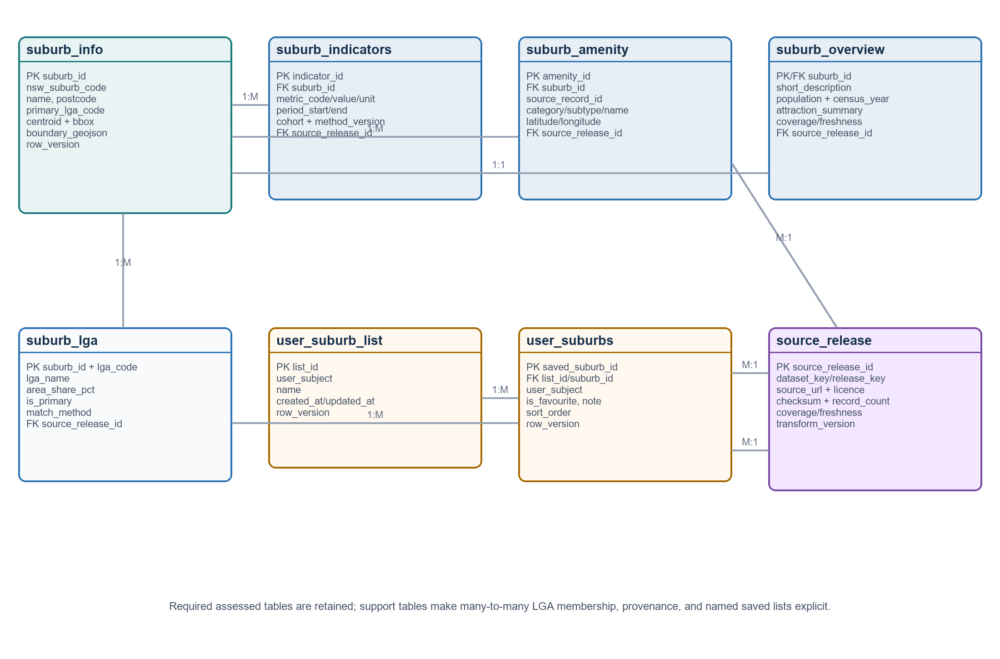 suburb_info
PK suburb_id
nsw_suburb_code
name, postcode
primary_lga_code
centroid + bbox
boundary_geojson
row_version
1:M
suburb_indicators
PK indicator_id
FK suburb_id
metric_code/value/unit
period_start/end
cohort + method_version
FK source_release_id
1:M
1:1
suburb_amenity
PK amenity_id
FK suburb_id
source_record_id
category/subtype/name
latitude/longitude
FK source_release_id
suburb_overview
PK/FK suburb_id
short_description
population + census_year
attraction_summary
coverage/freshness
FK source_release_id
1:M
M:1
suburb_lga
PK suburb_id + lga_code
lga_name
area_share_pct
is_primary
match_method
FK source_release_id
user_suburb_list
PK list_id
user_subject
name
created_at/updated_at
row_version
1:M
1:M
user_suburbs
PK saved_suburb_id
FK list_id/suburb_id
user_subject
is_favourite, note
sort_order
row_version
M:1
M:1
source_release
PK source_release_id
dataset_key/release_key
source_url + licence
checksum + record_count
coverage/freshness
transform_version
Required assessed tables are retained; support tables make many-to-many LGA membership, provenance, and named saved lists explicit.